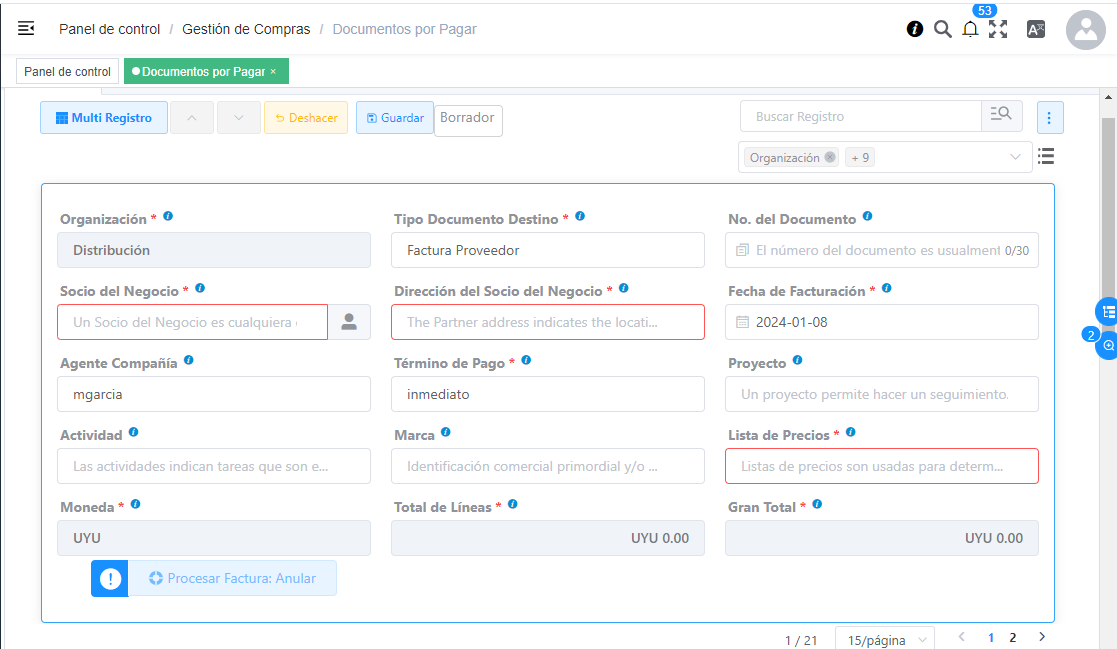 Panel de control / Gestión de Compras / Documentos por Pagar
53
Panel de control
Documentos por Pagar ×
Multi Registro
Deshacer
Guardar
Borrador
Buscar Registro
Organización
+ 9
Organización *
Tipo Documento Destino *
No. del Documento
Distribución
Factura Proveedor
El número del documento es usualment 0/30
Socio del Negocio *
Dirección del Socio del Negocio *
Fecha de Facturación *
Un Socio del Negocio es cualquiera
The Partner address indicates the locati...
2024-01-08
2
Agente Compañía
Término de Pago *
Proyecto
mgarcia
inmediato
Un proyecto permite hacer un seguimiento.
Actividad
Marca
Lista de Precios *
Las actividades indican tareas que son e...
Identificación comercial primordial y/o ...
Listas de precios son usadas para determ...
Moneda *
Total de Líneas *
Gran Total *
UYU
UYU 0.00
UYU 0.00
Procesar Factura: Anular
1 / 21
15/página
1
2